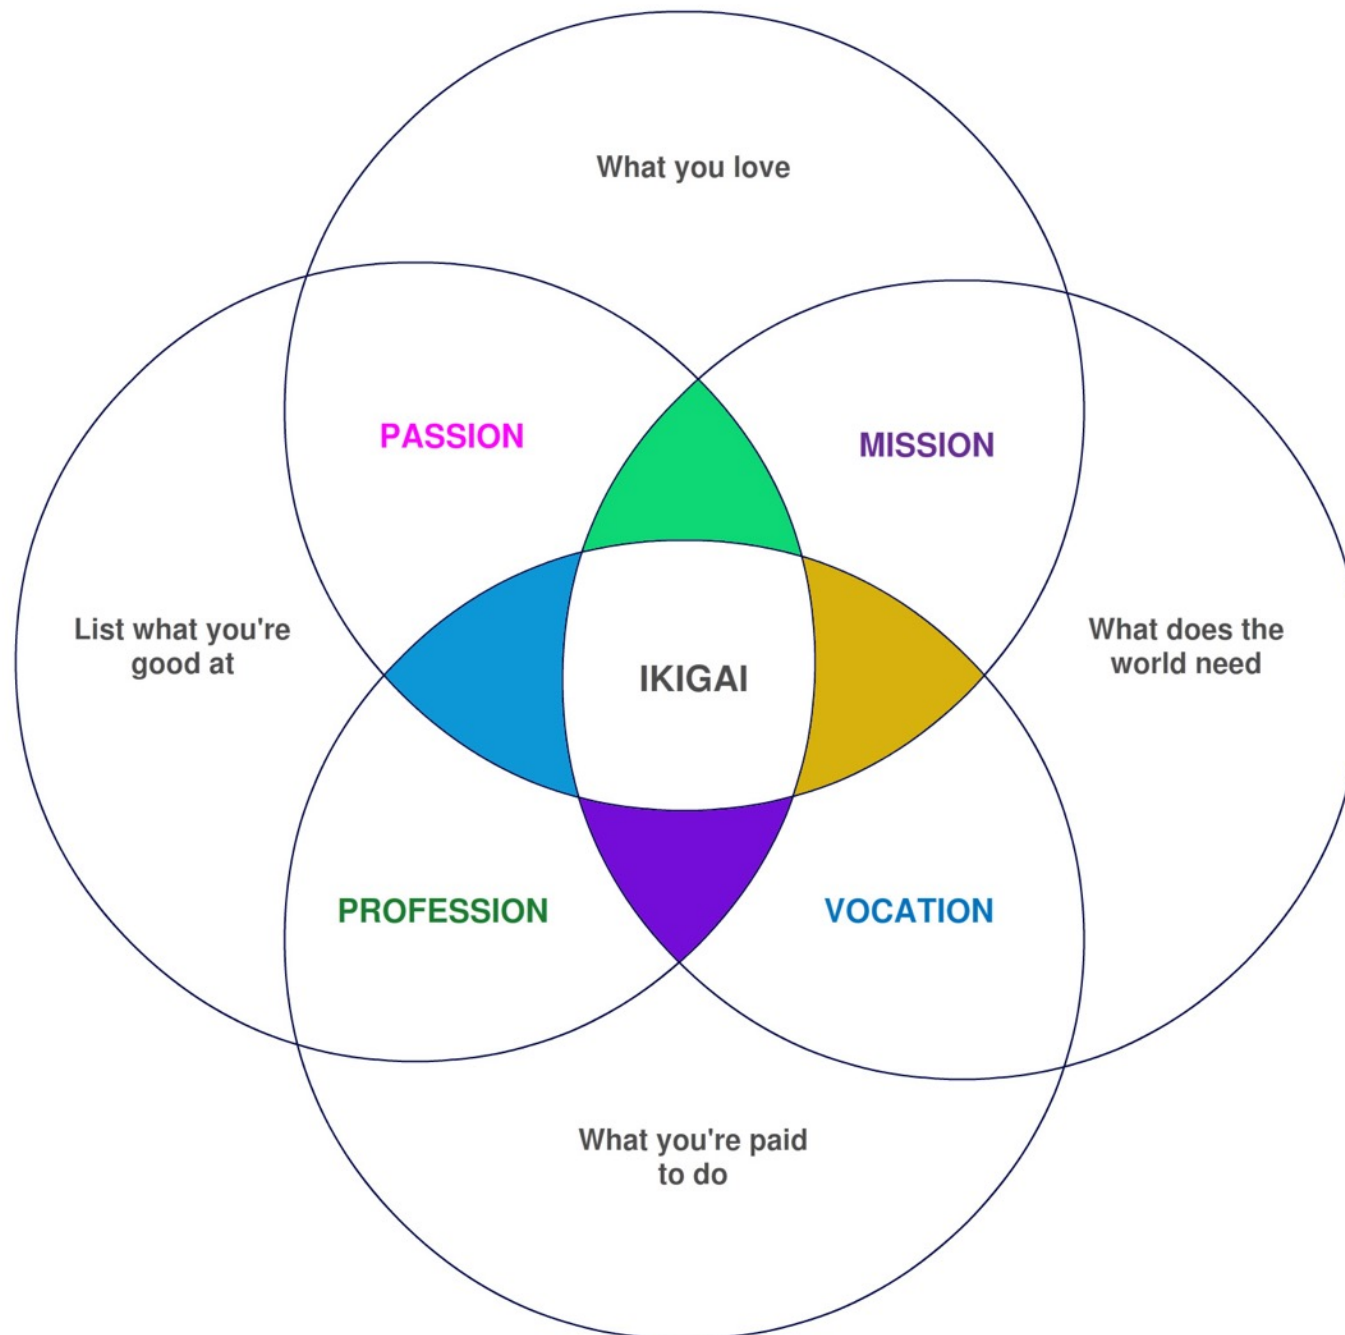 What you love
PASSION
MISSION
List what you're
good at
What does the
world need
IKIGAI
PROFESSION
VOCATION
What you're paid
to do